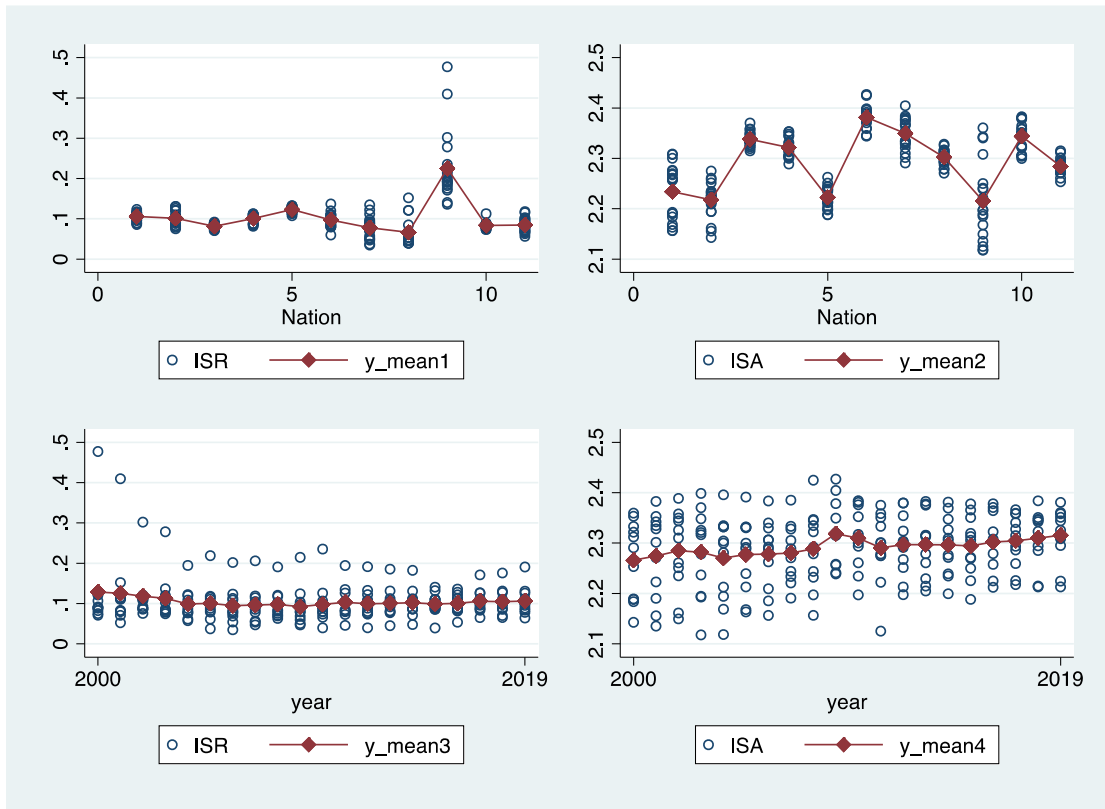 .5
.4
.3
.2
.1
0
0 5 10
Nation
ISR y_mean1
2.5
2.4
2.3
2.2
2.1
0 5 10
Nation
ISA y_mean2
.5
.4
.3
.2
.1
0
2000 2019
year
ISR y_mean3
2.5
2.4
2.3
2.2
2.1
2000 2019
year
ISA y_mean4